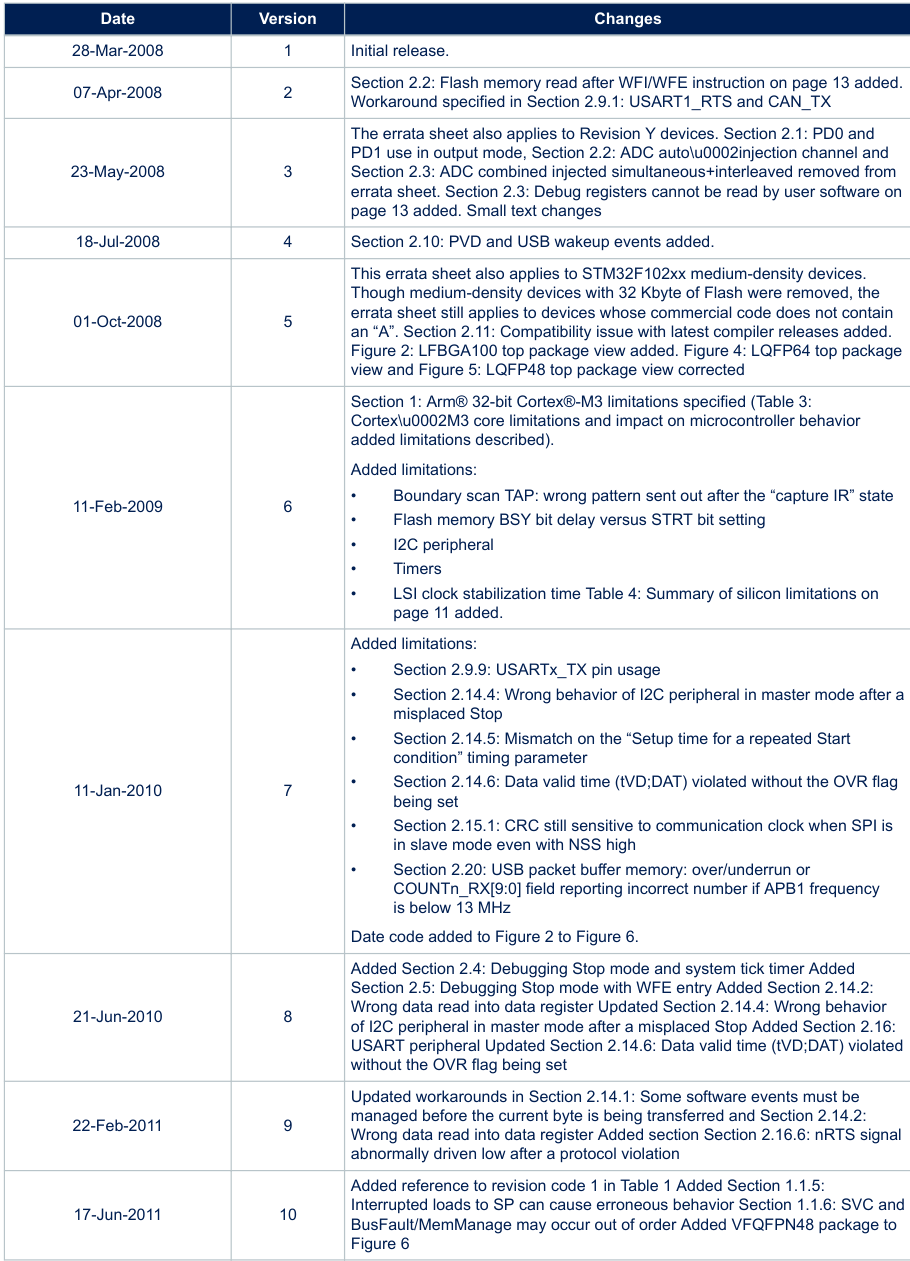 Date Version Changes
28-Mar-2008 1 Initial release.
07-Apr-2008 2 Section 2.2: Flash memory read after WFI/WFE instruction on page 13 added.
Workaround specified in Section 2.9.1: USART1_RTS and CAN_TX
23-May-2008 3 The errata sheet also applies to Revision Y devices. Section 2.1: PD0 and
PD1 use in output mode, Section 2.2: ADC auto\u0002injection channel and
Section 2.3: ADC combined injected simultaneous+interleaved removed from
errata sheet. Section 2.3: Debug registers cannot be read by user software on
page 13 added. Small text changes
18-Jul-2008 4 Section 2.10: PVD and USB wakeup events added.
01-Oct-2008 5 This errata sheet also applies to STM32F102xx medium-density devices.
Though medium-density devices with 32 Kbyte of Flash were removed, the
errata sheet still applies to devices whose commercial code does not contain
an “A”. Section 2.11: Compatibility issue with latest compiler releases added.
Figure 2: LFBGA100 top package view added. Figure 4: LQFP64 top package
view and Figure 5: LQFP48 top package view corrected
11-Feb-2009 6 Section 1: Arm® 32-bit Cortex®-M3 limitations specified (Table 3:
Cortex\u0002M3 core limitations and impact on microcontroller behavior
added limitations described).
Added limitations:
• Boundary scan TAP: wrong pattern sent out after the “capture IR” state
• Flash memory BSY bit delay versus STRT bit setting
• I2C peripheral
• Timers
• LSI clock stabilization time Table 4: Summary of silicon limitations on
page 11 added.
11-Jan-2010 7 Added limitations:
• Section 2.9.9: USARTx_TX pin usage
• Section 2.14.4: Wrong behavior of I2C peripheral in master mode after a
misplaced Stop
• Section 2.14.5: Mismatch on the “Setup time for a repeated Start
condition” timing parameter
• Section 2.14.6: Data valid time (tVD;DAT) violated without the OVR flag
being set
• Section 2.15.1: CRC still sensitive to communication clock when SPI is
in slave mode even with NSS high
• Section 2.20: USB packet buffer memory: over/underrun or
COUNTn_RX[9:0] field reporting incorrect number if APB1 frequency
is below 13 MHz
Date code added to Figure 2 to Figure 6.
21-Jun-2010 8 Added Section 2.4: Debugging Stop mode and system tick timer Added
Section 2.5: Debugging Stop mode with WFE entry Added Section 2.14.2:
Wrong data read into data register Updated Section 2.14.4: Wrong behavior
of I2C peripheral in master mode after a misplaced Stop Added Section 2.16:
USART peripheral Updated Section 2.14.6: Data valid time (tVD;DAT) violated
without the OVR flag being set
22-Feb-2011 9 Updated workarounds in Section 2.14.1: Some software events must be
managed before the current byte is being transferred and Section 2.14.2:
Wrong data read into data register Added section Section 2.16.6: nRTS signal
abnormally driven low after a protocol violation
17-Jun-2011 10 Added reference to revision code 1 in Table 1 Added Section 1.1.5:
Interrupted loads to SP can cause erroneous behavior Section 1.1.6: SVC and
BusFault/MemManage may occur out of order Added VFQFPN48 package to
Figure 6